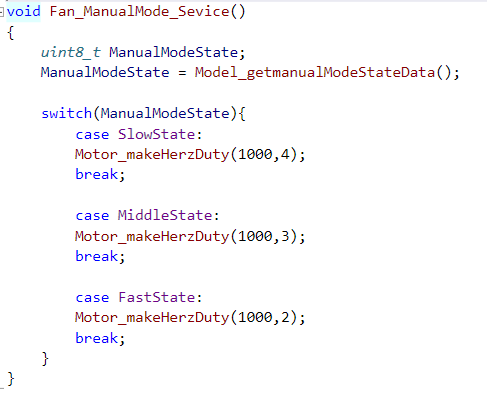 void Fan_ManualMode_Sevice()
{
uint8_t ManualModeState;
ManualModeState = Model_getmanualModeStateData();
switch(ManualModeState){
case SlowState:
Motor_makeHerzDuty(1000,4);
break;
case MiddleState:
Motor_makeHerzDuty(1000,3);
break;
case FastState:
Motor_makeHerzDuty(1000,2);
break;
}
}